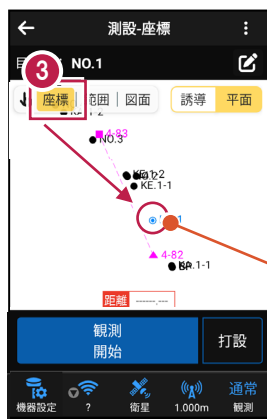 測設-座標
NO.1
3
座標 範囲 図面 誘導 平面
4-83
NO.3
KE.1-2
KE.1-1
4-82
距離 -----.---
観測
開始
打設
機器設定 ? 衛星 1.000m 通常
観測